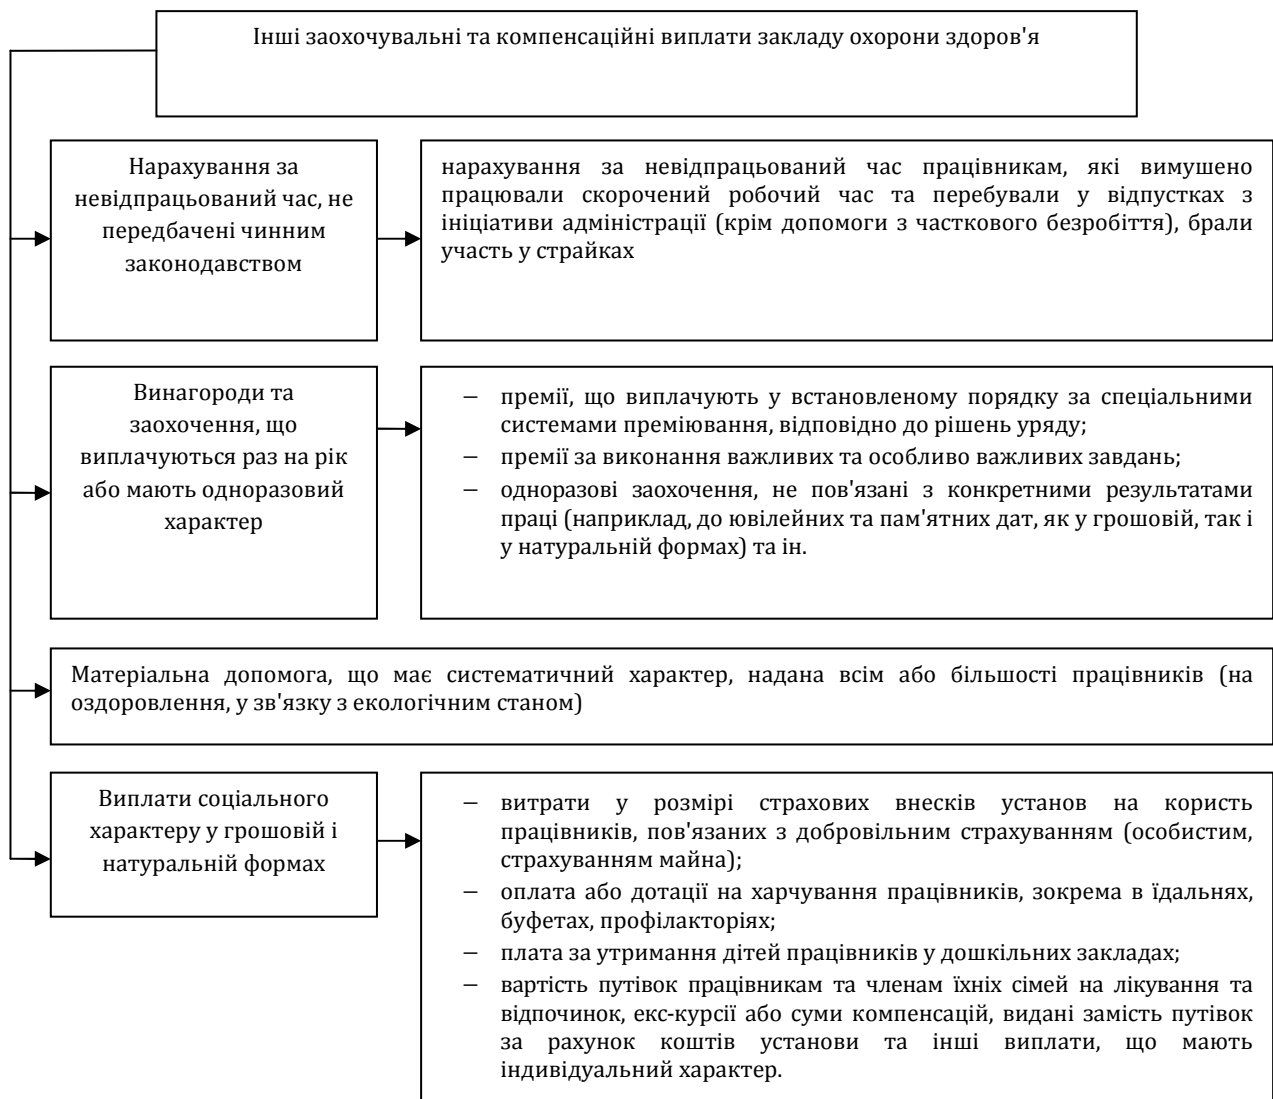 Інші заохочувальні та компенсаційні виплати закладу охорони здоров'я
Нарахування за
невідпрацьований час, не
передбачені чинним
законодавством
нарахування за невідпрацьований час працівникам, які вимушено
працювали скорочений робочий час та перебували у відпустках з
ініціативи адміністрації (крім допомоги з часткового безробіття), брали
участь у страйках
Винагороди та
заохочення, що
виплачуються раз на рік
або мають одноразовий
характер
– премії, що виплачують у встановленому порядку за спеціальними
системами преміювання, відповідно до рішень уряду;
– премії за виконання важливих та особливо важливих завдань;
– одноразові заохочення, не пов'язані з конкретними результатами
праці (наприклад, до ювілейних та пам'ятних дат, як у грошовій, так і
у натуральній формах) та ін.
Матеріальна допомога, що має систематичний характер, надана всім або більшості працівників (на
оздоровлення, у зв'язку з екологічним станом)
Виплати соціального
характеру у грошовій і
натуральній формах
– витрати у розмірі страхових внесків установ на користь
працівників, пов'язаних з добровільним страхуванням (особистим,
страхуванням майна);
– оплата або дотації на харчування працівників, зокрема в їдальнях,
буфетах, профілакторіях;
– плата за утримання дітей працівників у дошкільних закладах;
– вартість путівок працівникам та членам їхніх сімей на лікування та
відпочинок, екс-курсії або суми компенсацій, видані замість путівок
за рахунок коштів установи та інші виплати, що мають
індивідуальний характер.